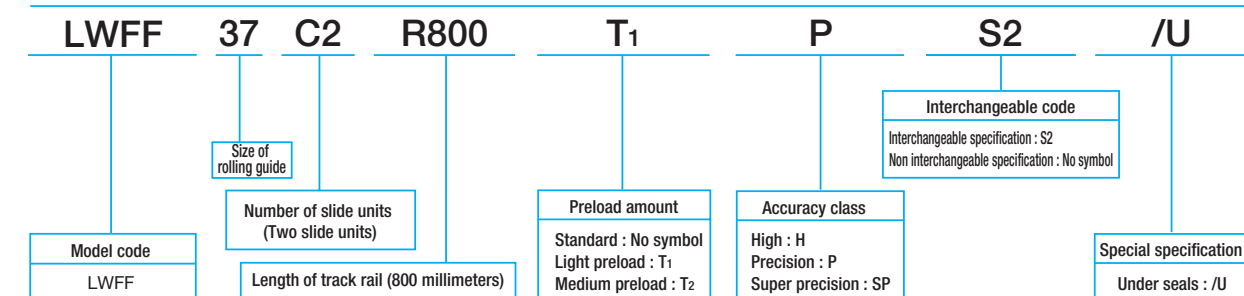 LWFF 37 C2 R800 T1 P S2 /U
Interchangeable code
Interchangeable specification : S2
Non interchangeable specification : No symbol
Size of
rolling guide
Number of slide units
(Two slide units)
Preload amount
Standard : No symbol
Light preload : T1
Medium preload : T2
Accuracy class
High : H
Precision : P
Super precision : SP
Model code
LWFF
Length of track rail (800 millimeters)
Special specification
Under seals : /U